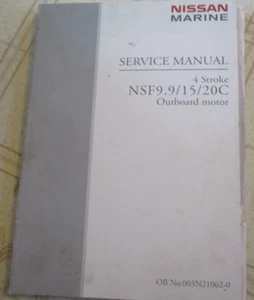 NISSAN
MARINE
SERVICE MANUAL
4 Stroke
NSF9.9/15/20C
Outboard motor
OB No.003N21062-0